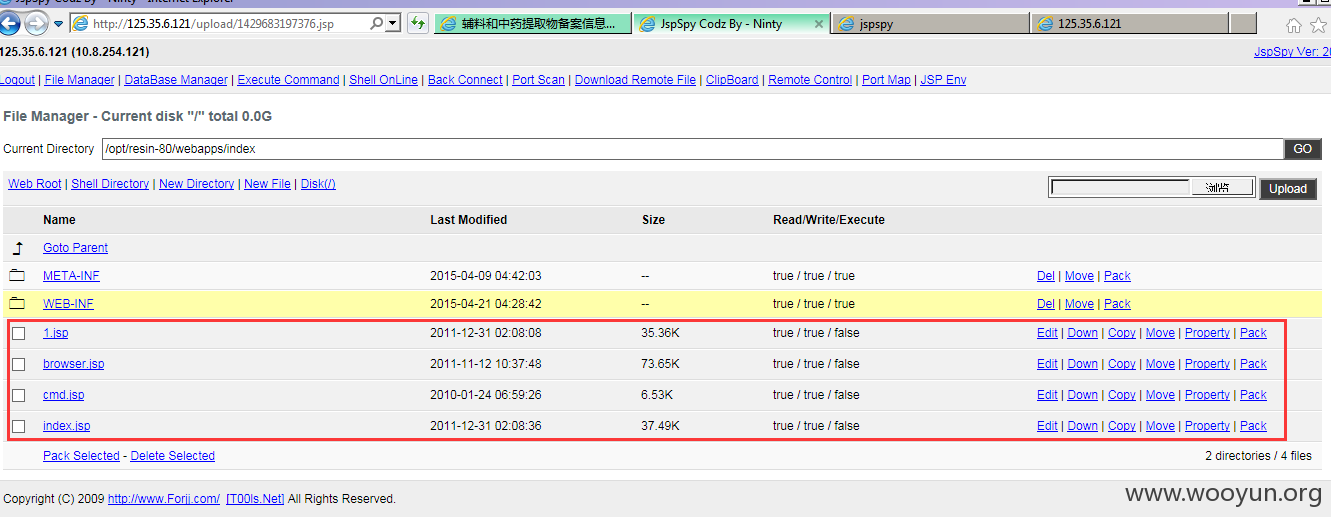 JspSpy Codz By - Ninty - Internet Explorer
http://125.35.6.121/upload/1429683197376.jsp
辅料和中药提取物备案信息... JspSpy Codz By - Ninty jspspy 125.35.6.121
125.35.6.121 (10.8.254.121) JspSpy Ver: 2
Logout | File Manager | DataBase Manager | Execute Command | Shell OnLine | Back Connect | Port Scan | Download Remote File | ClipBoard | Remote Control | Port Map | JSP Env
File Manager - Current disk "/" total 0.0G
Current Directory /opt/resin-80/webapps/index GO
Web Root | Shell Directory | New Directory | New File | Disk(/) 浏览 Upload
Name Last Modified Size Read/Write/Execute
Goto Parent
META-INF 2015-04-09 04:42:03 -- true / true / true Del | Move | Pack
WEB-INF 2015-04-21 04:28:42 -- true / true / true Del | Move | Pack
1.jsp 2011-12-31 02:08:08 35.36K true / true / false Edit | Down | Copy | Move | Property | Pack
browser.jsp 2011-11-12 10:37:48 73.65K true / true / false Edit | Down | Copy | Move | Property | Pack
cmd.jsp 2010-01-24 06:59:26 6.53K true / true / false Edit | Down | Copy | Move | Property | Pack
index.jsp 2011-12-31 02:08:36 37.49K true / true / false Edit | Down | Copy | Move | Property | Pack
Pack Selected - Delete Selected 2 directories / 4 files
Copyright (C) 2009 http://www.Forjj.com/ [T00ls.Net] All Rights Reserved.
www.wooyun.org